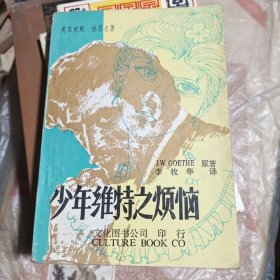 英汉对照 世界名著
J.W.GOETHE 原著
李牧华 译
少年维特之烦恼
文化图书公司 印行
CULTURE BOOK CO